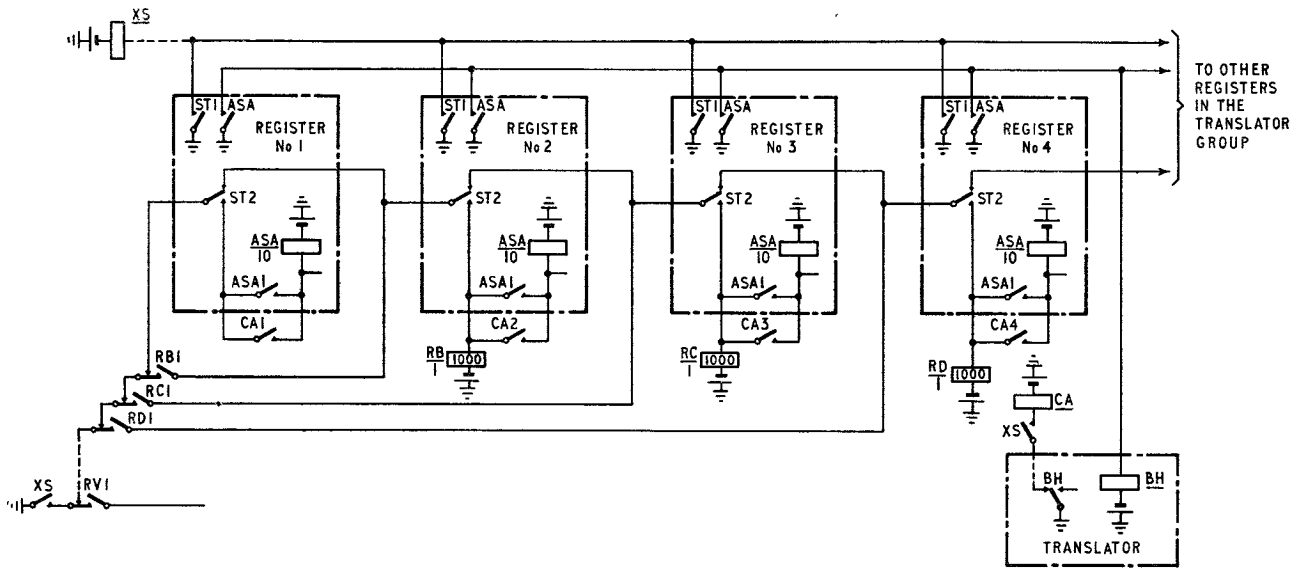 XS
TO OTHER
REGISTERS
IN THE
TRANSLATOR
GROUP
ST1 ASA
REGISTER
No 1
ST2
ASA
10
ASA1
CA1
ST1 ASA
REGISTER
No 2
ST2
ASA
10
ASA1
CA2
RB
1
1000
ST1 ASA
REGISTER
No 3
ST2
ASA
10
ASA1
CA3
RC
1
1000
ST1 ASA
REGISTER
No 4
ST2
ASA
10
ASA1
CA4
RD
1
1000
RB1
RC1
RD1
XS
RV1
CA
XS
BH
BH
TRANSLATOR